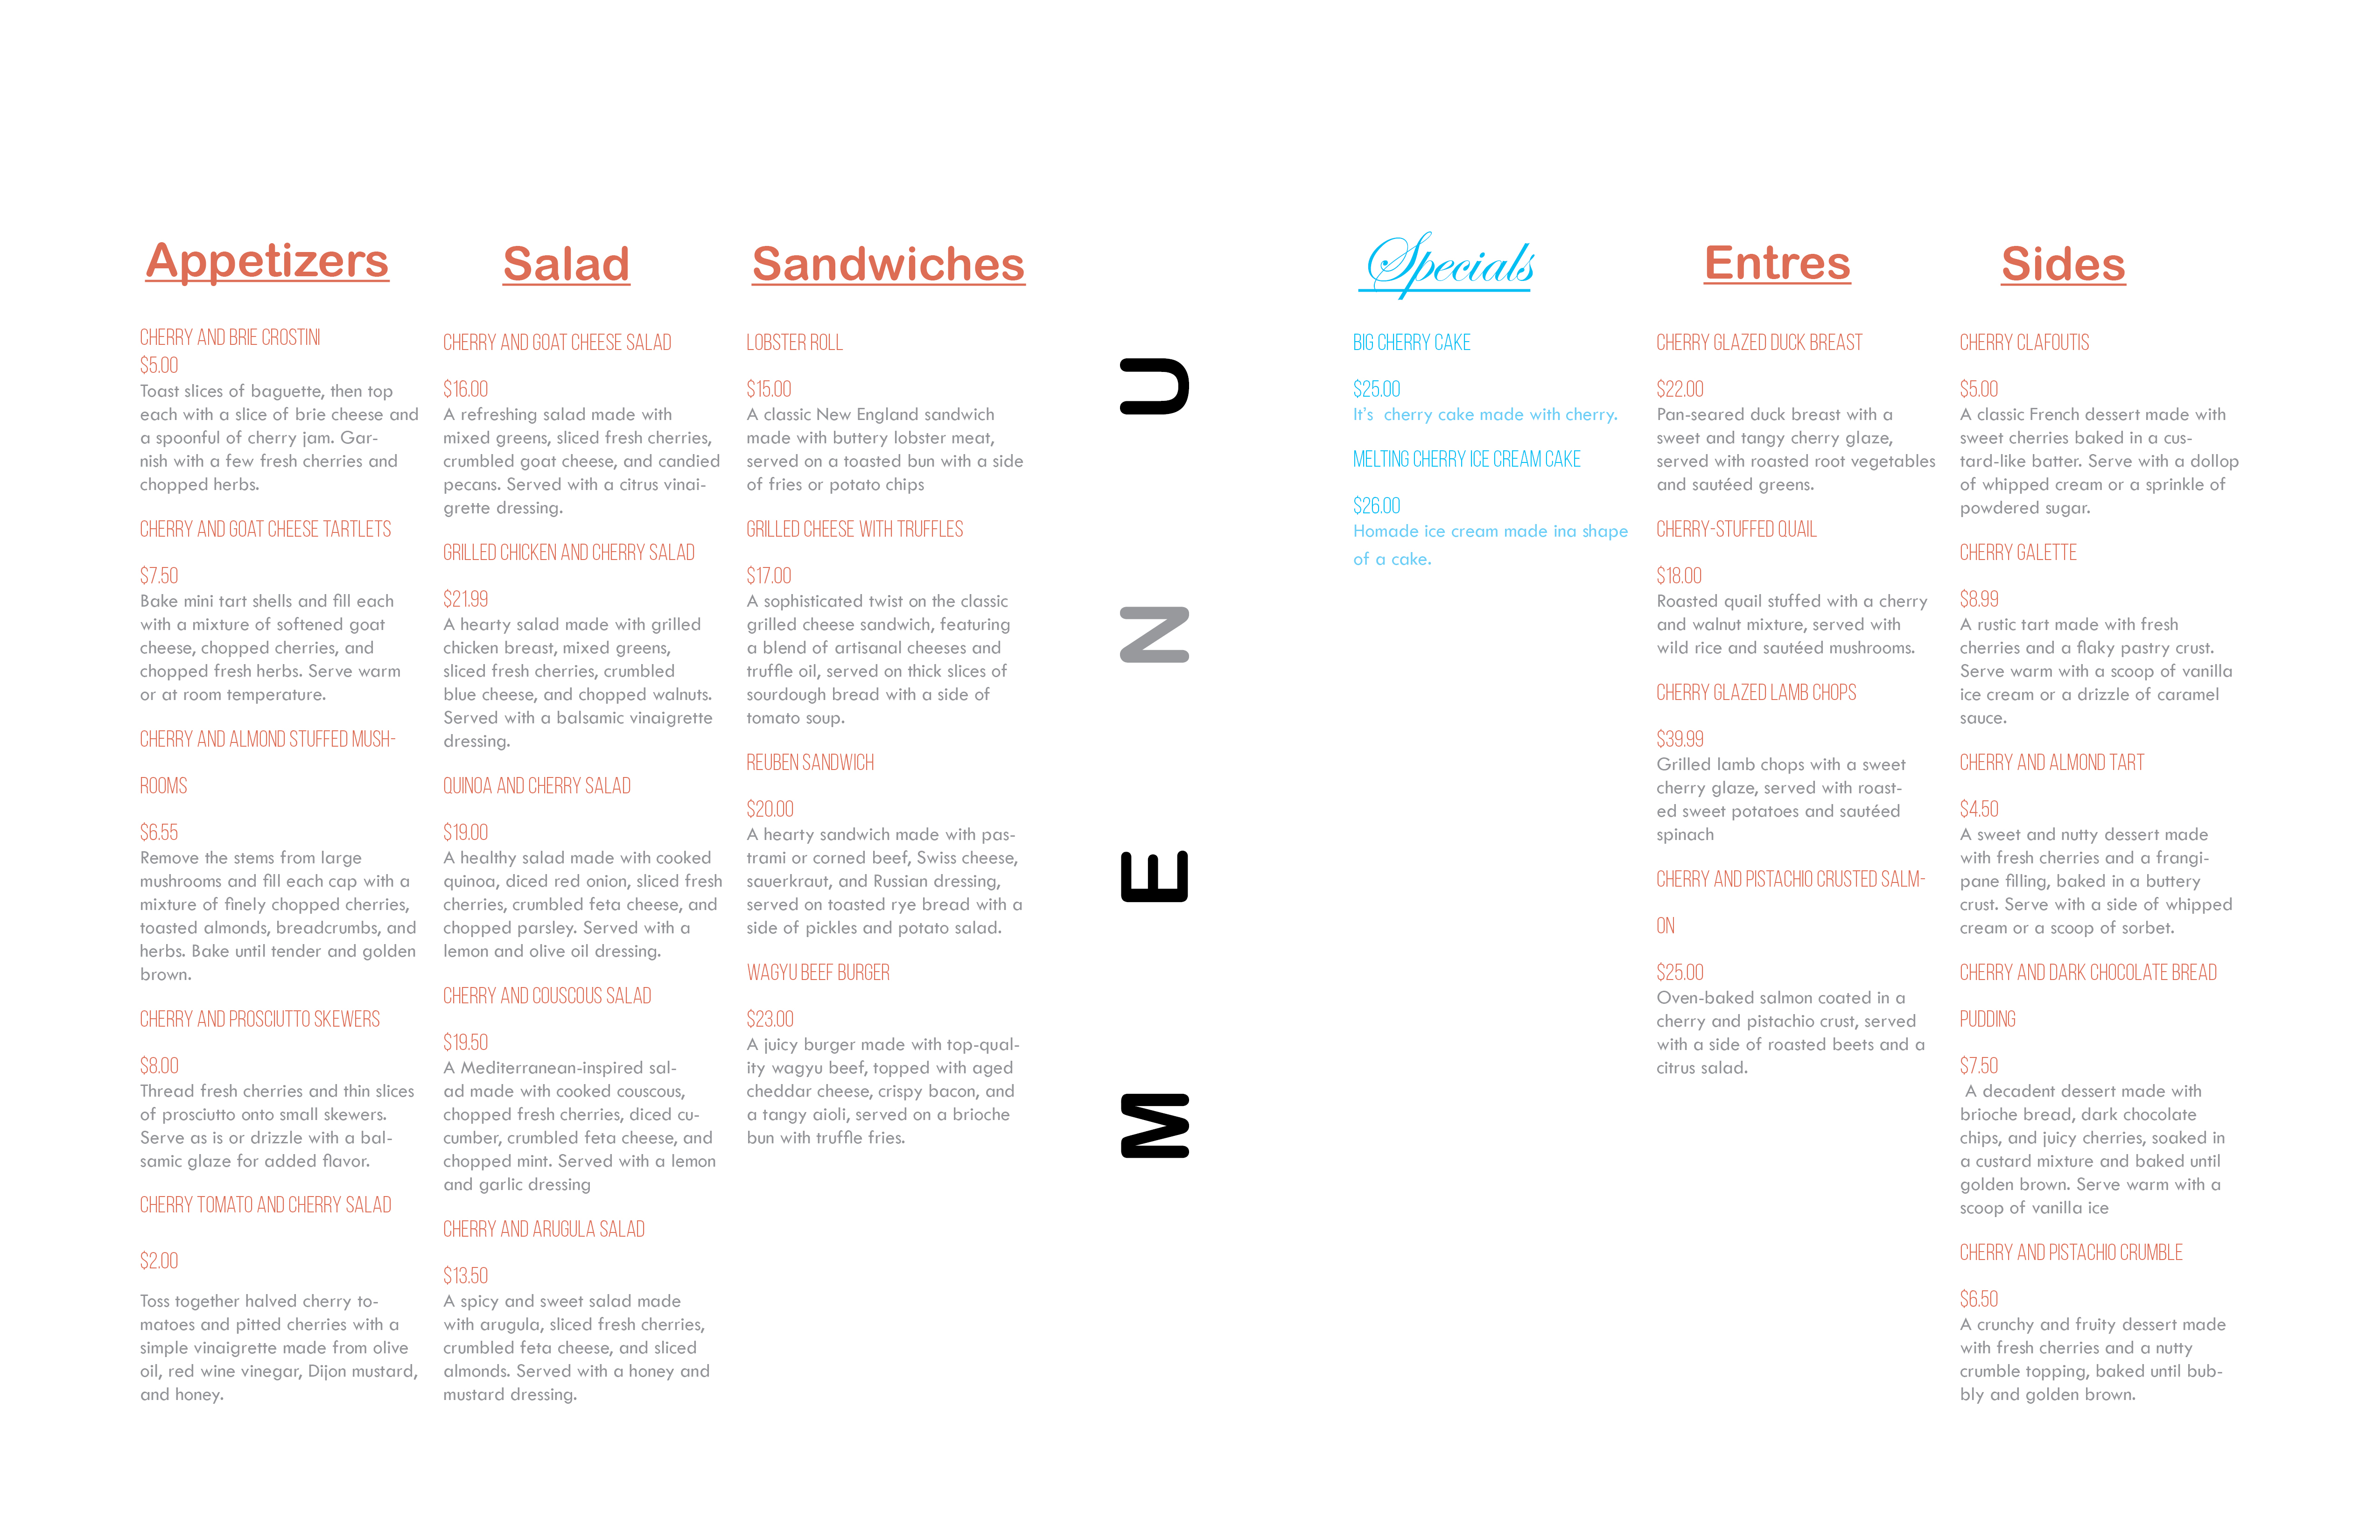 Appetizers
CHERRY AND BRIE CROSTINI
$5.00
Toast slices of baguette, then top
each with a slice of brie cheese and
a spoonful of cherry jam. Gar-
nish with a few fresh cherries and
chopped herbs.
CHERRY AND GOAT CHEESE TARTLETS
$7.50
Bake mini tart shells and fill each
with a mixture of softened goat
cheese, chopped cherries, and
chopped fresh herbs. Serve warm
or at room temperature.
CHERRY AND ALMOND STUFFED MUSH-
ROOMS
$6.55
Remove the stems from large
mushrooms and fill each cap with a
mixture of finely chopped cherries,
toasted almonds, breadcrumbs, and
herbs. Bake until tender and golden
brown.
CHERRY AND PROSCIUTTO SKEWERS
$8.00
Thread fresh cherries and thin slices
of prosciutto onto small skewers.
Serve as is or drizzle with a bal-
samic glaze for added flavor.
CHERRY TOMATO AND CHERRY SALAD
$2.00
Toss together halved cherry to-
matoes and pitted cherries with a
simple vinaigrette made from olive
oil, red wine vinegar, Dijon mustard,
and honey.
Salad
CHERRY AND GOAT CHEESE SALAD
$16.00
A refreshing salad made with
mixed greens, sliced fresh cherries,
crumbled goat cheese, and candied
pecans. Served with a citrus vinai-
grette dressing.
GRILLED CHICKEN AND CHERRY SALAD
$21.99
A hearty salad made with grilled
chicken breast, mixed greens,
sliced fresh cherries, crumbled
blue cheese, and chopped walnuts.
Served with a balsamic vinaigrette
dressing.
QUINOA AND CHERRY SALAD
$19.00
A healthy salad made with cooked
quinoa, diced red onion, sliced fresh
cherries, crumbled feta cheese, and
chopped parsley. Served with a
lemon and olive oil dressing.
CHERRY AND COUSCOUS SALAD
$19.50
A Mediterranean-inspired sal-
ad made with cooked couscous,
chopped fresh cherries, diced cu-
cumber, crumbled feta cheese, and
chopped mint. Served with a lemon
and garlic dressing
CHERRY AND ARUGULA SALAD
$13.50
A spicy and sweet salad made
with arugula, sliced fresh cherries,
crumbled feta cheese, and sliced
almonds. Served with a honey and
mustard dressing.
Sandwiches
LOBSTER ROLL
$15.00
A classic New England sandwich
made with buttery lobster meat,
served on a toasted bun with a side
of fries or potato chips
GRILLED CHEESE WITH TRUFFLES
$17.00
A sophisticated twist on the classic
grilled cheese sandwich, featuring
a blend of artisanal cheeses and
truffle oil, served on thick slices of
sourdough bread with a side of
tomato soup.
REUBEN SANDWICH
$20.00
A hearty sandwich made with pas-
trami or corned beef, Swiss cheese,
sauerkraut, and Russian dressing,
served on toasted rye bread with a
side of pickles and potato salad.
WAGYU BEEF BURGER
$23.00
A juicy burger made with top-qual-
ity wagyu beef, topped with aged
cheddar cheese, crispy bacon, and
a tangy aioli, served on a brioche
bun with truffle fries.
MENU
Specials
BIG CHERRY CAKE
$25.00
It's  cherry cake made with cherry.
MELTING CHERRY ICE CREAM CAKE
$26.00
Homade ice cream made ina shape
of a cake.
Entres
CHERRY GLAZED DUCK BREAST
$22.00
Pan-seared duck breast with a
sweet and tangy cherry glaze,
served with roasted root vegetables
and sautéed greens.
CHERRY-STUFFED QUAIL
$18.00
Roasted quail stuffed with a cherry
and walnut mixture, served with
wild rice and sautéed mushrooms.
CHERRY GLAZED LAMB CHOPS
$39.99
Grilled lamb chops with a sweet
cherry glaze, served with roast-
ed sweet potatoes and sautéed
spinach
CHERRY AND PISTACHIO CRUSTED SALM-
ON
$25.00
Oven-baked salmon coated in a
cherry and pistachio crust, served
with a side of roasted beets and a
citrus salad.
Sides
CHERRY CLAFOUTIS
$5.00
A classic French dessert made with
sweet cherries baked in a cus-
tard-like batter. Serve with a dollop
of whipped cream or a sprinkle of
powdered sugar.
CHERRY GALETTE
$8.99
A rustic tart made with fresh
cherries and a flaky pastry crust.
Serve warm with a scoop of vanilla
ice cream or a drizzle of caramel
sauce.
CHERRY AND ALMOND TART
$4.50
A sweet and nutty dessert made
with fresh cherries and a frangi-
pane filling, baked in a buttery
crust. Serve with a side of whipped
cream or a scoop of sorbet.
CHERRY AND DARK CHOCOLATE BREAD
PUDDING
$7.50
A decadent dessert made with
brioche bread, dark chocolate
chips, and juicy cherries, soaked in
a custard mixture and baked until
golden brown. Serve warm with a
scoop of vanilla ice
CHERRY AND PISTACHIO CRUMBLE
$6.50
A crunchy and fruity dessert made
with fresh cherries and a nutty
crumble topping, baked until bub-
bly and golden brown.